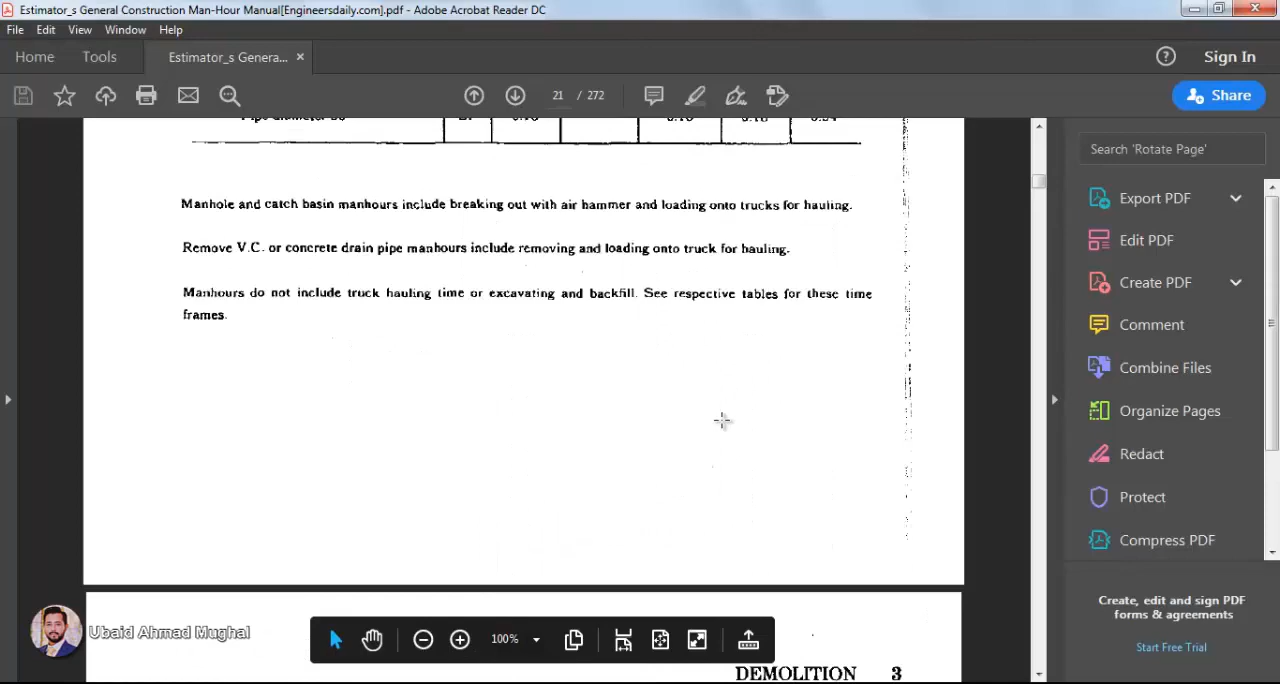 Estimator_s General Construction Man-Hour Manual[Engineersdaily.com].pdf - Adobe Acrobat Reader DC
File Edit View Window Help
Home Tools Estimator_s Genera... × ? Sign In
21 / 272 Share
Search 'Rotate Page'
Export PDF
Edit PDF
Create PDF
Comment
Combine Files
Organize Pages
Redact
Protect
Compress PDF
Create, edit and sign PDF
forms & agreements
Start Free Trial
Manhole and catch basin manhours include breaking out with air hammer and loading onto trucks for hauling.
Remove V.C. or concrete drain pipe manhours include removing and loading onto truck for hauling.
Manhours do not include truck hauling time or excavating and backfill. See respective tables for these time
frames.
Ubaid Ahmad Mughal
100%
DEMOLITION 3